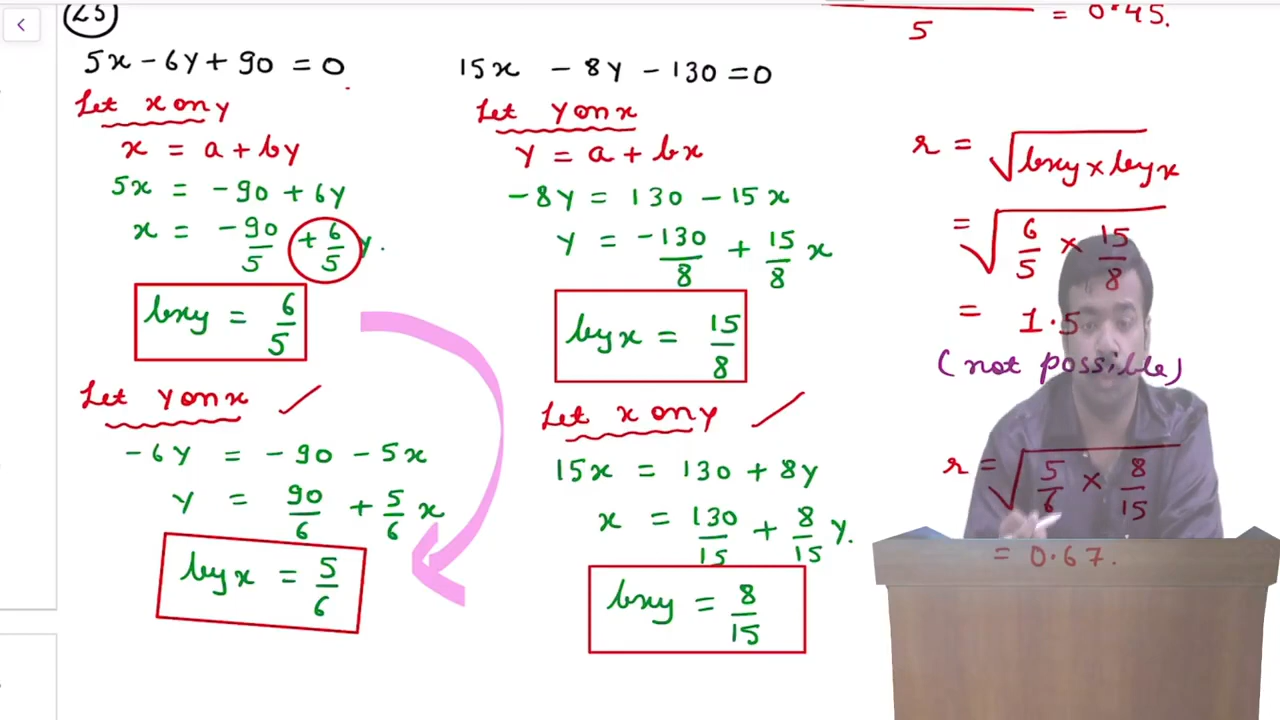 25
5x - 6y + 90 = 0
Let x on y
x = a + by
5x = -90 + 6y
x = -90/5 + 6/5 y.
bxy = 6/5
Let y on x ✓
-6y = -90 - 5x
y = 90/6 + 5/6 x
byx = 5/6
15x - 8y - 130 = 0
Let y on x
y = a + bx
-8y = 130 - 15x
y = -130/8 + 15/8 x
byx = 15/8
Let x on y ✓
15x = 130 + 8y
x = 130/15 + 8/15 y.
bxy = 8/15
5 = 0.45.
r = √bxy × byx
= √6/5 × 15/8
= 1.5
(not possible)
r = √5/6 × 8/15
= 0.67.